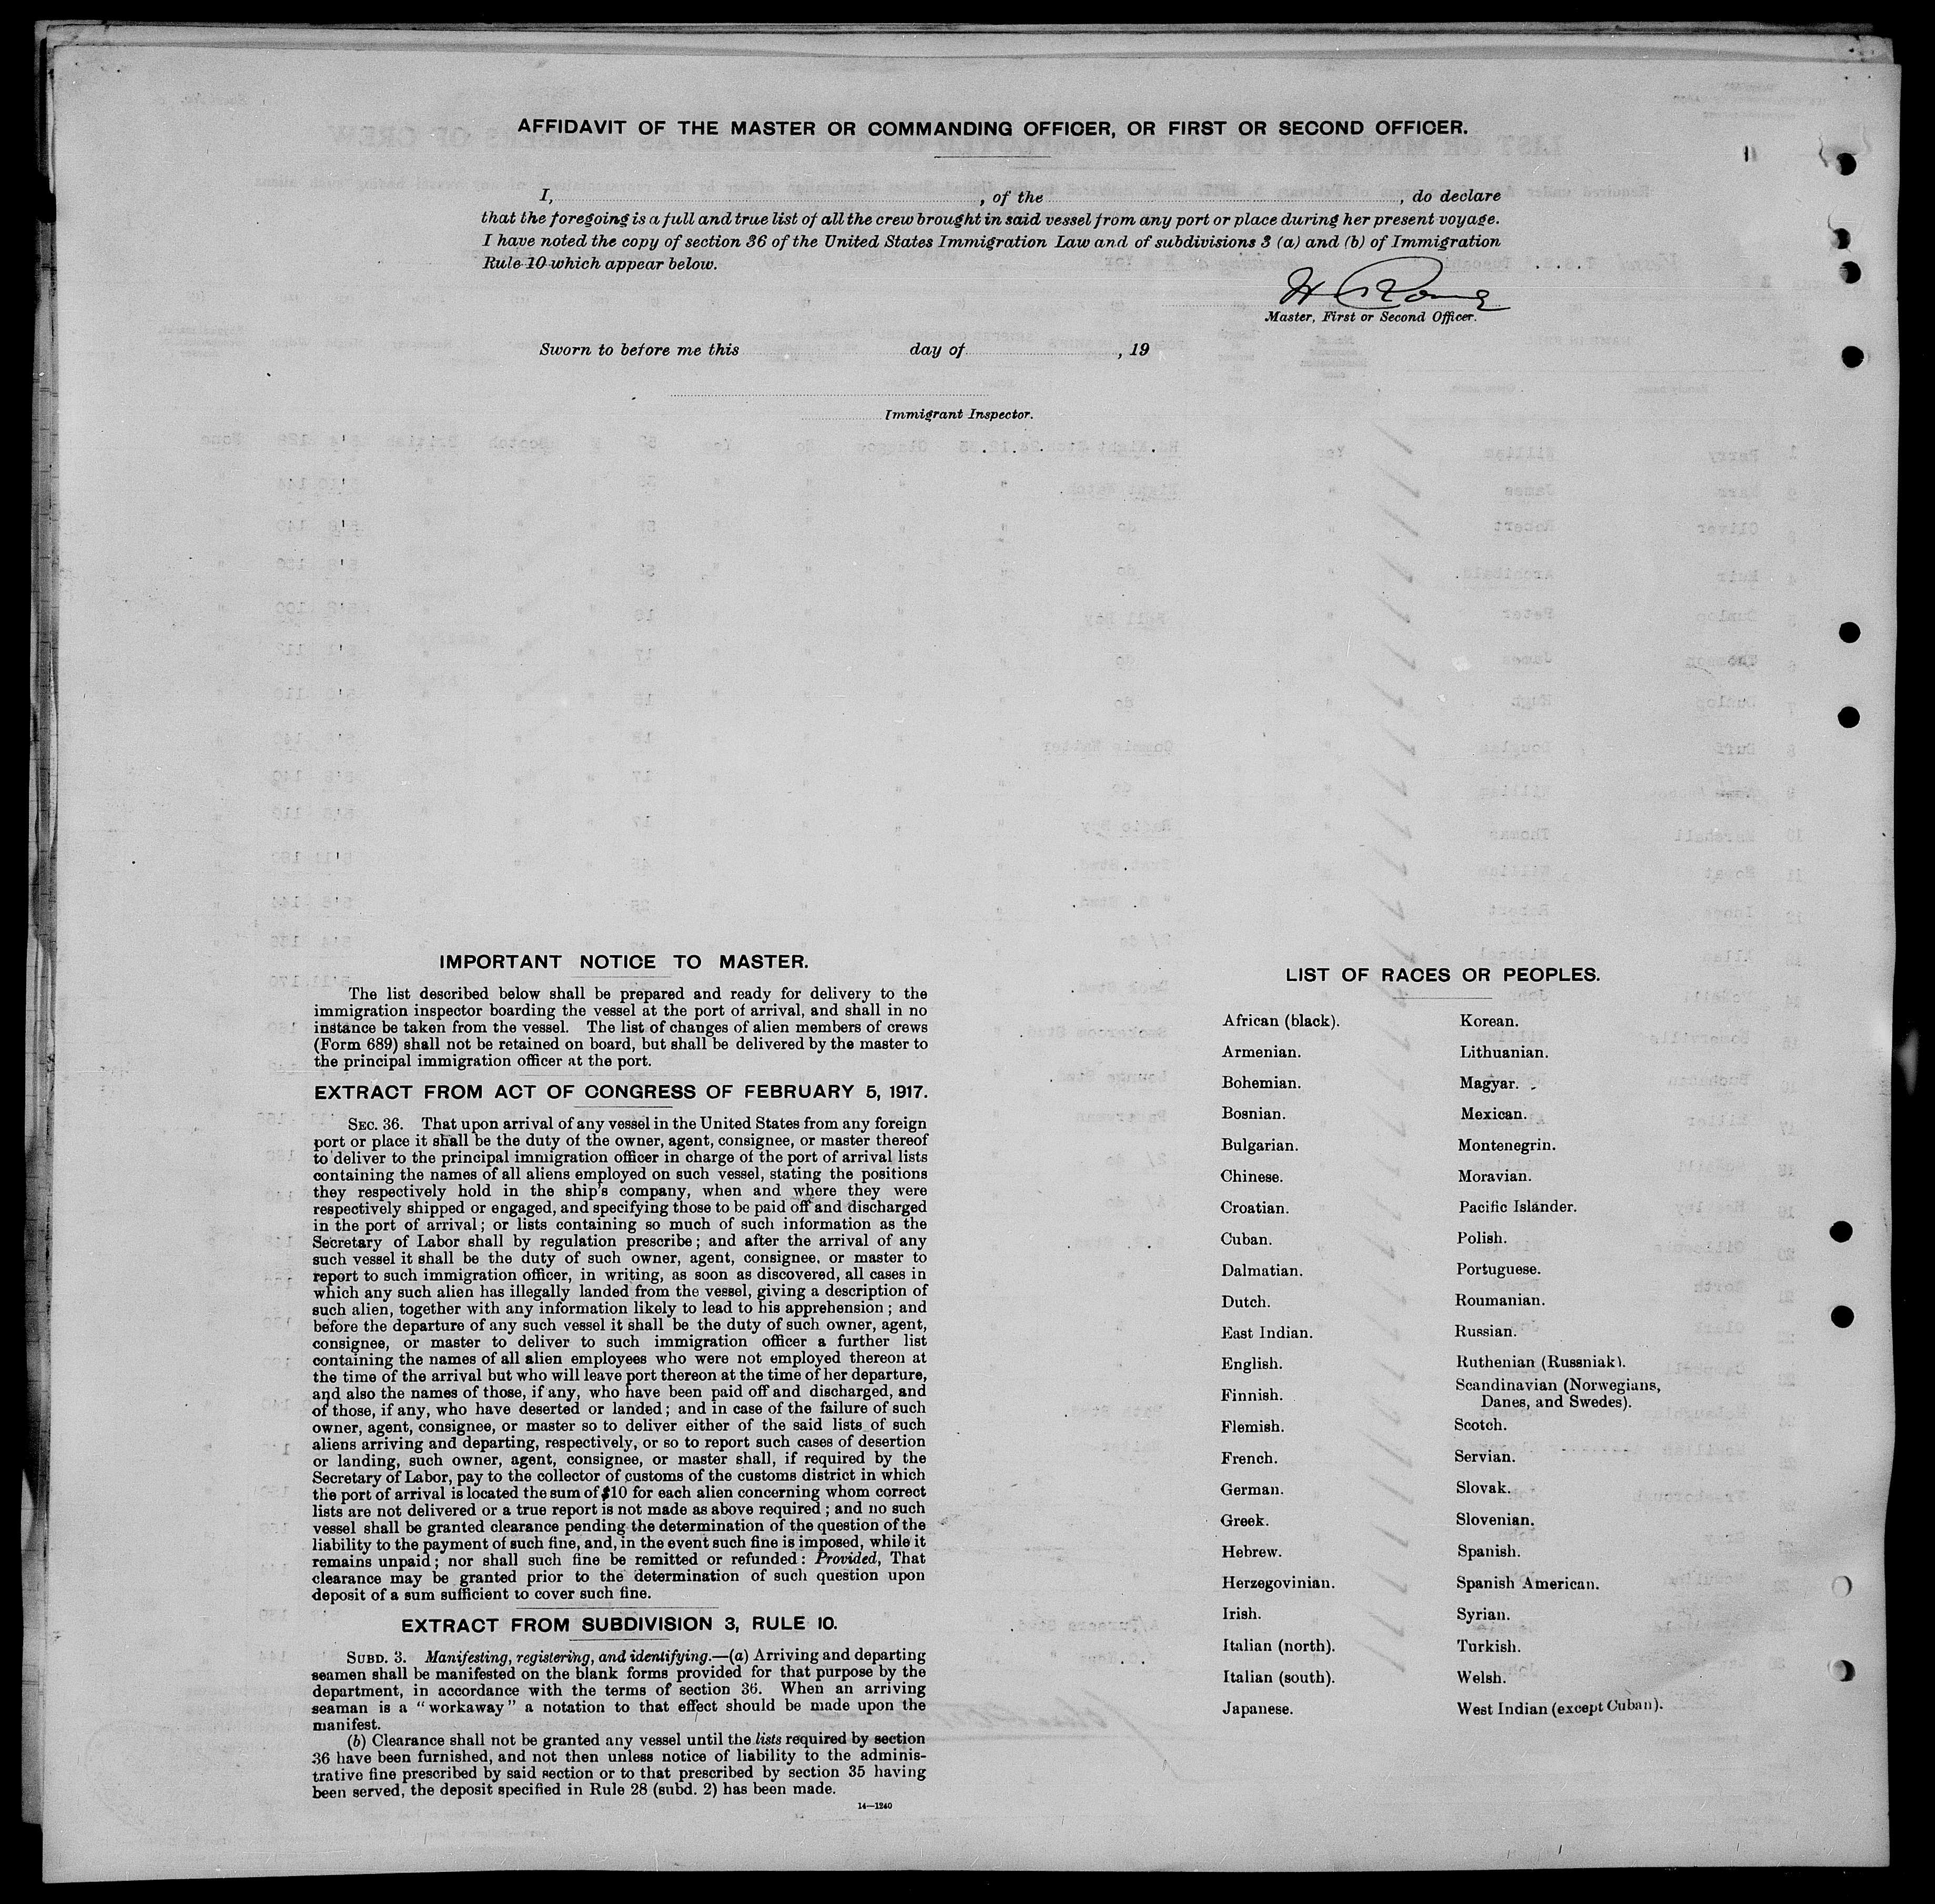 AFFIDAVIT OF THE MASTER OR COMMANDING OFFICER, OR FIRST OR SECOND OFFICER.
I, , of the , do declare
that the foregoing is a full and true list of all the crew brought in said vessel from any port or place during her present voyage.
I have noted the copy of section 36 of the United States Immigration Law and of subdivisions 3 (a) and (b) of Immigration
Rule 10 which appear below.
Master, First or Second Officer.
Sworn to before me this day of , 19
Immigrant Inspector.
IMPORTANT NOTICE TO MASTER.
The list described below shall be prepared and ready for delivery to the
immigration inspector boarding the vessel at the port of arrival, and shall in no
instance be taken from the vessel. The list of changes of alien members of crews
(Form 689) shall not be retained on board, but shall be delivered by the master to
the principal immigration officer at the port.
EXTRACT FROM ACT OF CONGRESS OF FEBRUARY 5, 1917.
SEC. 36. That upon arrival of any vessel in the United States from any foreign
port or place it shall be the duty of the owner, agent, consignee, or master thereof
to deliver to the principal immigration officer in charge of the port of arrival lists
containing the names of all aliens employed on such vessel, stating the positions
they respectively hold in the ship's company, when and where they were
respectively shipped or engaged, and specifying those to be paid off and discharged
in the port of arrival; or lists containing so much of such information as the
Secretary of Labor shall by regulation prescribe; and after the arrival of any
such vessel it shall be the duty of such owner, agent, consignee, or master to
report to such immigration officer, in writing, as soon as discovered, all cases in
which any such alien has illegally landed from the vessel, giving a description of
such alien, together with any information likely to lead to his apprehension; and
before the departure of any such vessel it shall be the duty of such owner, agent,
consignee, or master to deliver to such immigration officer a further list
containing the names of all alien employees who were not employed thereon at
the time of the arrival but who will leave port thereon at the time of her departure,
and also the names of those, if any, who have been paid off and discharged, and
of those, if any, who have deserted or landed; and in case of the failure of such
owner, agent, consignee, or master so to deliver either of the said lists of such
aliens arriving and departing, respectively, or so to report such cases of desertion
or landing, such owner, agent, consignee, or master shall, if required by the
Secretary of Labor, pay to the collector of customs of the customs district in which
the port of arrival is located the sum of $10 for each alien concerning whom correct
lists are not delivered or a true report is not made as above required; and no such
vessel shall be granted clearance pending the determination of the question of the
liability to the payment of such fine, and, in the event such fine is imposed, while it
remains unpaid; nor shall such fine be remitted or refunded: Provided, That
clearance may be granted prior to the determination of such question upon
deposit of a sum sufficient to cover such fine.
EXTRACT FROM SUBDIVISION 3, RULE 10.
SUBD. 3. Manifesting, registering, and identifying.—(a) Arriving and departing
seamen shall be manifested on the blank forms provided for that purpose by the
department, in accordance with the terms of section 36. When an arriving
seaman is a "workaway" a notation to that effect should be made upon the
manifest.
(b) Clearance shall not be granted any vessel until the lists required by section
36 have been furnished, and not then unless notice of liability to the adminis-
trative fine prescribed by said section or to that prescribed by section 35 having
been served, the deposit specified in Rule 28 (subd. 2) has been made.
14—1240
LIST OF RACES OR PEOPLES.
African (black).
Armenian.
Bohemian.
Bosnian.
Bulgarian.
Chinese.
Croatian.
Cuban.
Dalmatian.
Dutch.
East Indian.
English.
Finnish.
Flemish.
French.
German.
Greek.
Hebrew.
Herzegovinian.
Irish.
Italian (north).
Italian (south).
Japanese.
Korean.
Lithuanian.
Magyar.
Mexican.
Montenegrin.
Moravian.
Pacific Islander.
Polish.
Portuguese.
Roumanian.
Russian.
Ruthenian (Russniak).
Scandinavian (Norwegians,
Danes, and Swedes).
Scotch.
Servian.
Slovak.
Slovenian.
Spanish.
Spanish American.
Syrian.
Turkish.
Welsh.
West Indian (except Cuban).